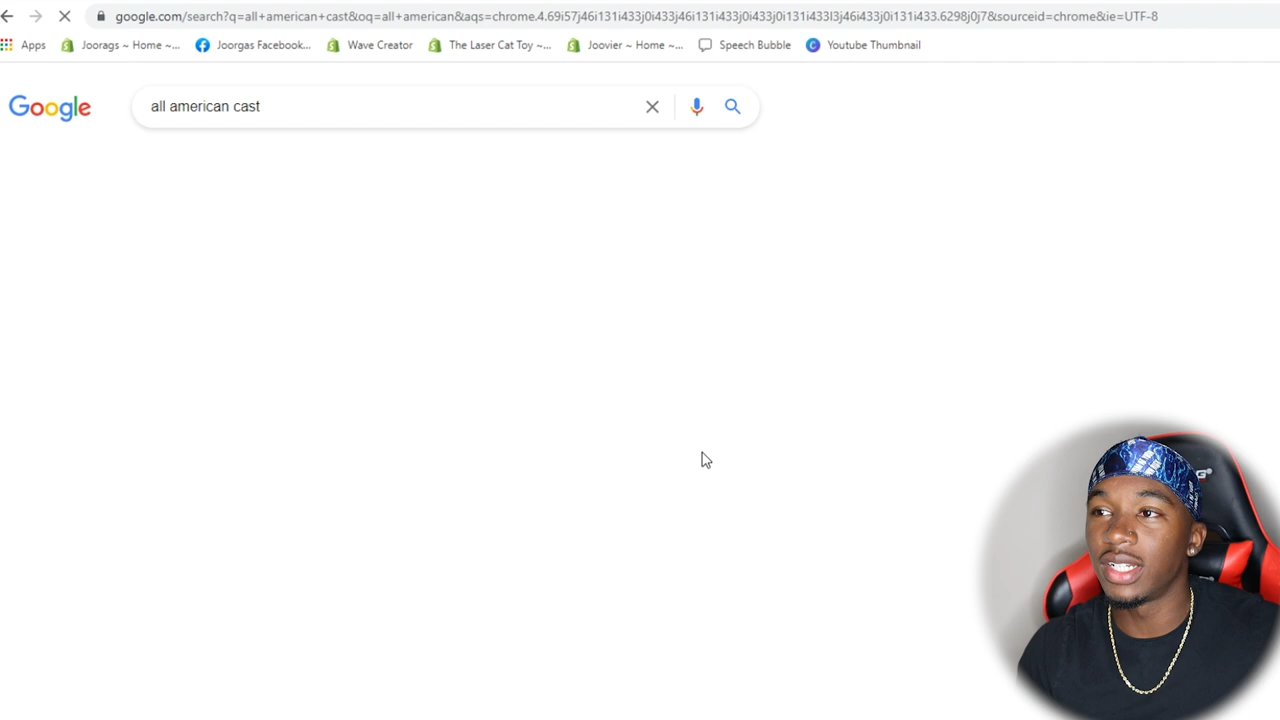 google.com/search?q=all+american+cast&oq=all+american&aqs=chrome.4.69i57j46i131i433j0i433j46i131i433j0i433j0i131i433l3j46i433j0i131i433.6298j0j7&sourceid=chrome&ie=UTF-8
Apps Joorags ~ Home ~... Joorgas Facebook... Wave Creator The Laser Cat Toy ~... Joovier ~ Home ~... Speech Bubble Youtube Thumbnail
Google all american cast